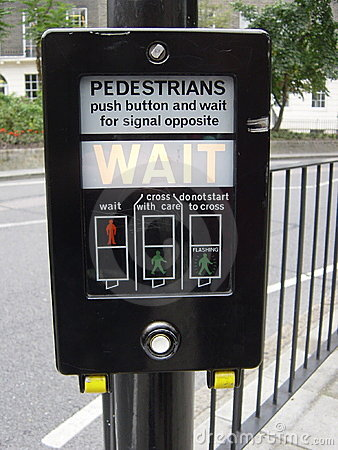 PEDESTRIANS
push button and wait
for signal opposite
WAIT
wait
cross with care
do not start to cross
FLASHING
dreamstime.com